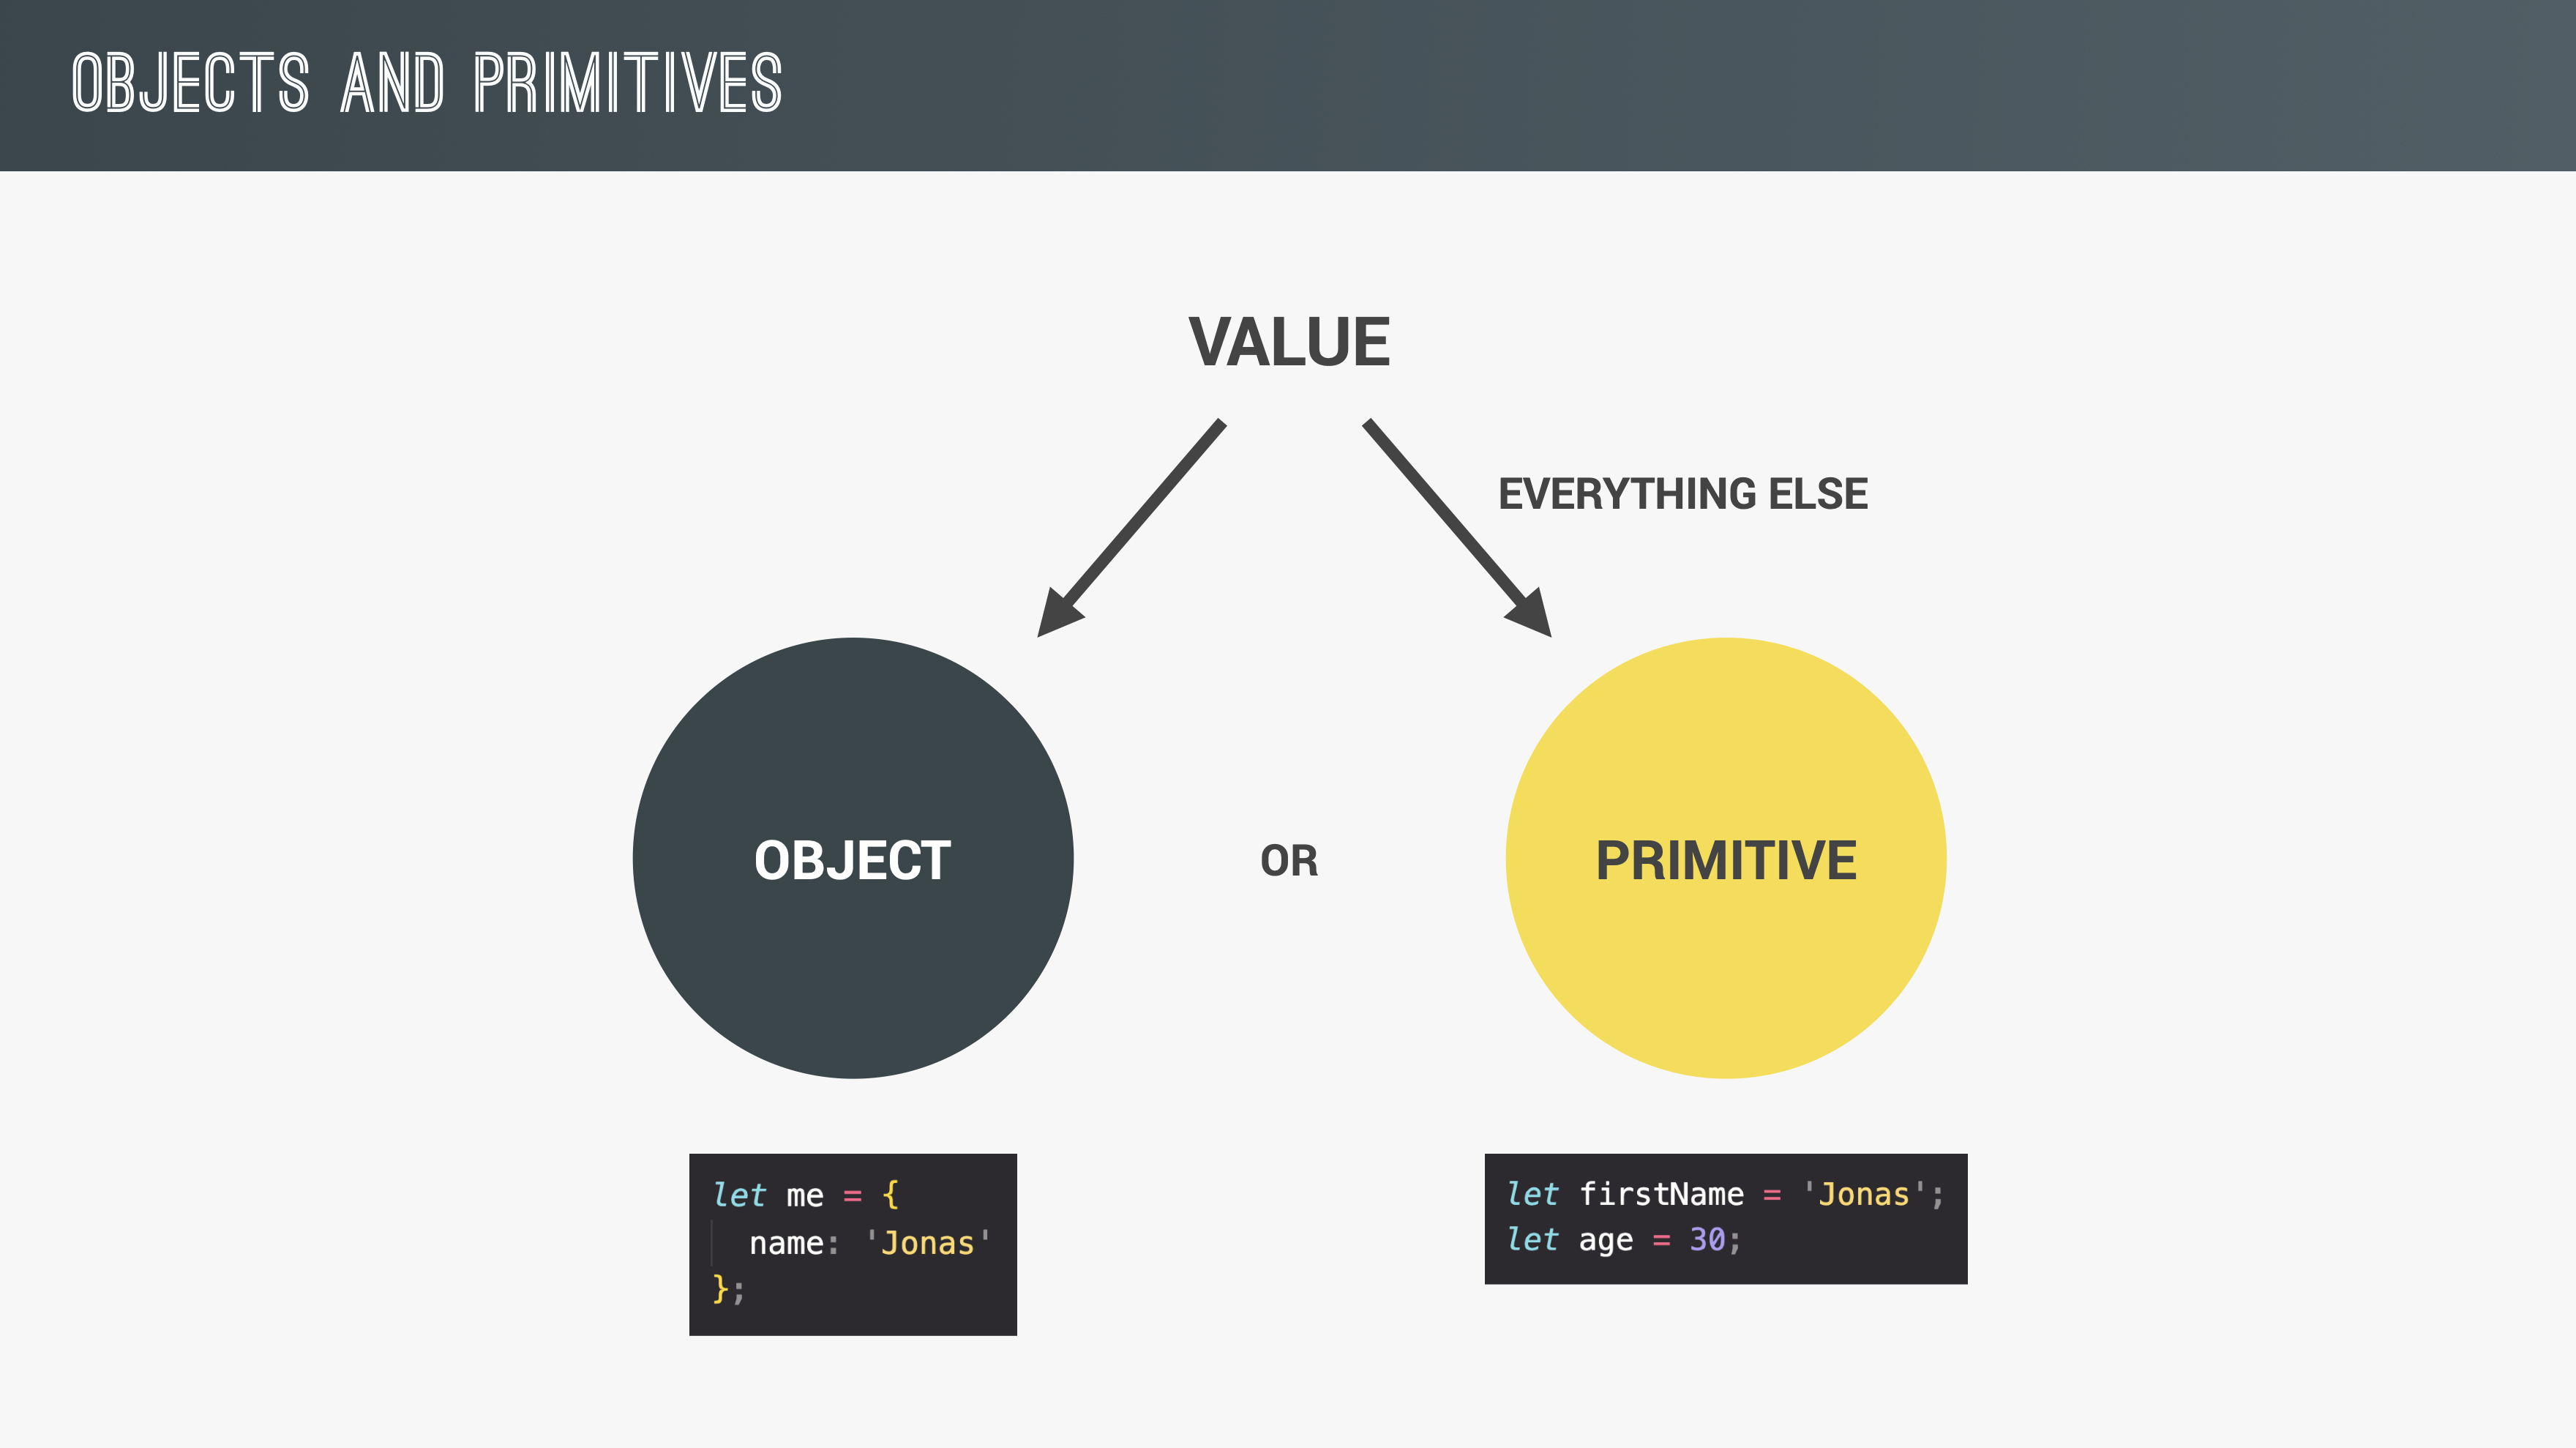 OBJECTS AND PRIMITIVES
VALUE
EVERYTHING ELSE
OBJECT
OR
PRIMITIVE
let me = {
  name: 'Jonas'
};
let firstName = 'Jonas';
let age = 30;